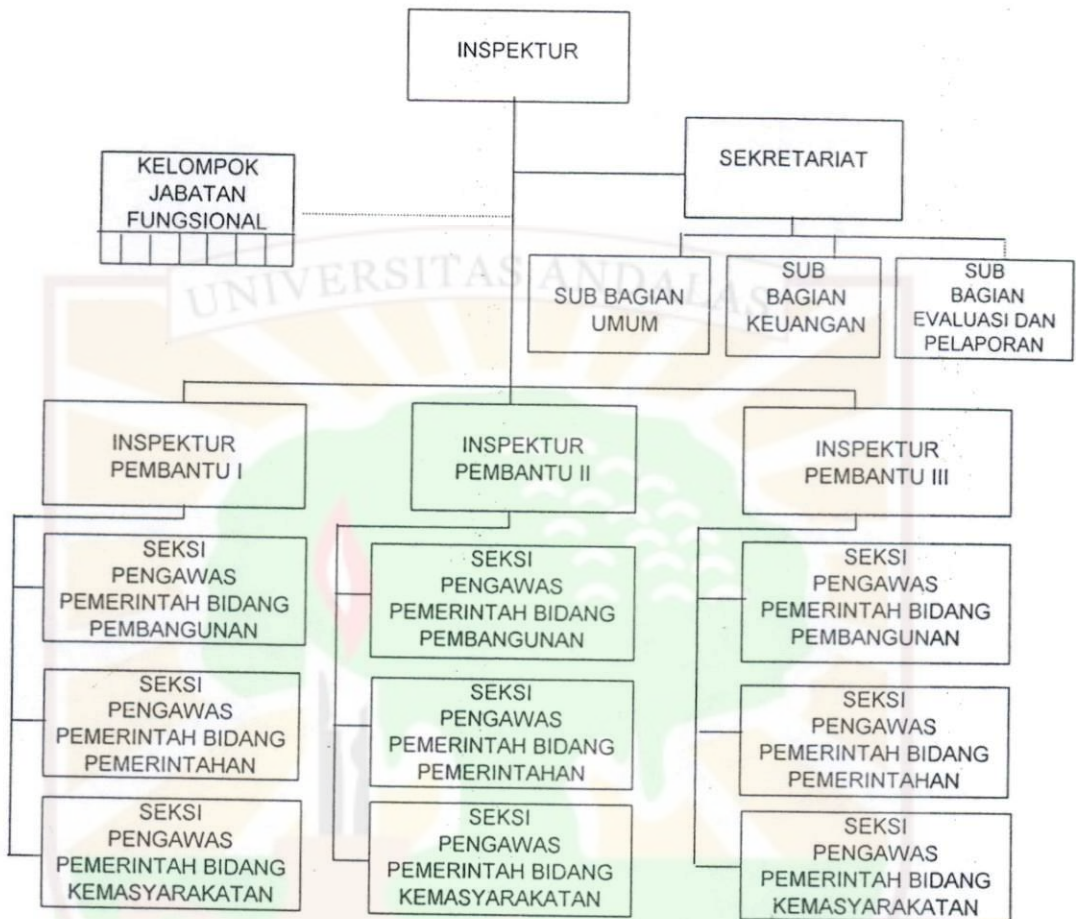 INSPEKTUR
SEKRETARIAT
KELOMPOK
JABATAN
FUNGSIONAL
UNIVERSITAS ANDALAS
SUB BAGIAN
UMUM
SUB
BAGIAN
KEUANGAN
SUB
BAGIAN
EVALUASI DAN
PELAPORAN
INSPEKTUR
PEMBANTU I
INSPEKTUR
PEMBANTU II
INSPEKTUR
PEMBANTU III
SEKSI
PENGAWAS
PEMERINTAH BIDANG
PEMBANGUNAN
SEKSI
PENGAWAS
PEMERINTAH BIDANG
PEMBANGUNAN
SEKSI
PENGAWAS
PEMERINTAH BIDANG
PEMBANGUNAN
SEKSI
PENGAWAS
PEMERINTAH BIDANG
PEMERINTAHAN
SEKSI
PENGAWAS
PEMERINTAH BIDANG
PEMERINTAHAN
SEKSI
PENGAWAS
PEMERINTAH BIDANG
PEMERINTAHAN
SEKSI
PENGAWAS
PEMERINTAH BIDANG
KEMASYARAKATAN
SEKSI
PENGAWAS
PEMERINTAH BIDANG
KEMASYARAKATAN
SEKSI
PENGAWAS
PEMERINTAH BIDANG
KEMASYARAKATAN